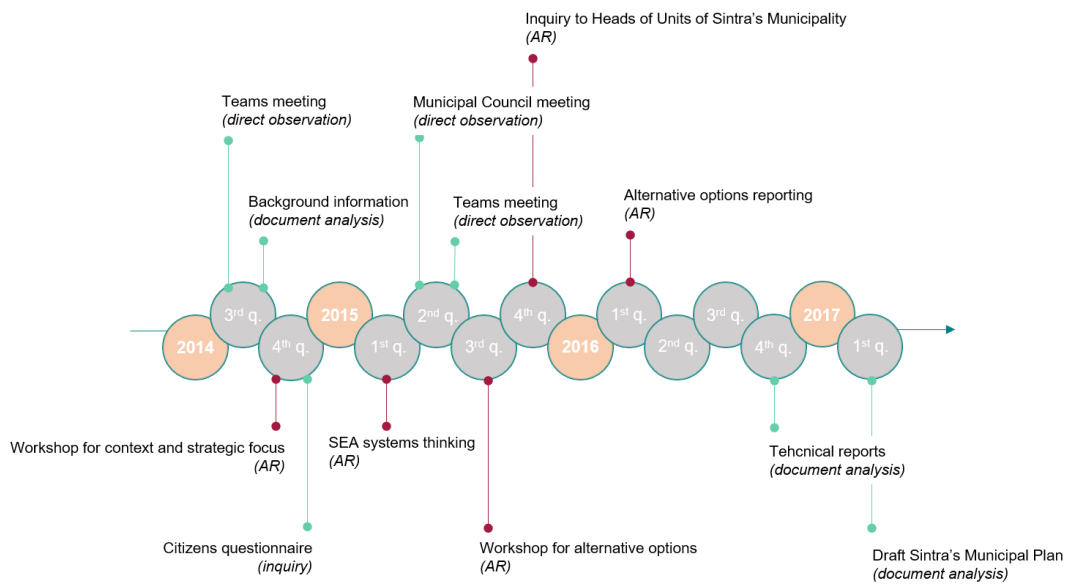 Inquiry to Heads of Units of Sintra's Municipality
(AR)
Teams meeting
(direct observation)
Municipal Council meeting
(direct observation)
Background information
(document analysis)
Teams meeting
(direct observation)
Alternative options reporting
(AR)
2014
3rd q.
4th q.
2015
1st q.
2nd q.
3rd q.
4th q.
2016
1st q.
2nd q.
3rd q.
4th q.
2017
1st q.
Workshop for context and strategic focus
(AR)
SEA systems thinking
(AR)
Tehcnical reports
(document analysis)
Citizens questionnaire
(inquiry)
Workshop for alternative options
(AR)
Draft Sintra's Municipal Plan
(document analysis)